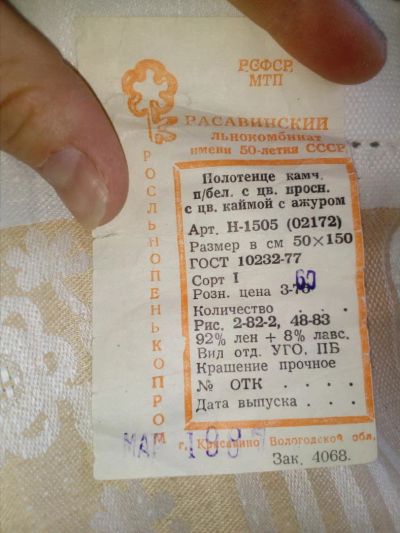 РСФСР
МТП
РАСАВИНСКИЙ
льнокомбинат
имени 50-летия СССР
РОСЛЬНОПЕНЬКОПРОМ
Полотенце камч.
п/бел. с цв. просн.
с цв. каймой с ажуром
Арт. Н-1505 (02172)
Размер в см 50×150
ГОСТ 10232-77
Сорт I
Розн. цена 3-70 60
Количество . . .
Рис. 2-82-2, 48-83
92% лен + 8% лавс.
Вид отд. УГО, ПБ
Крашение прочное
№ ОТК . . . .
Дата выпуска . . . .
МАР 198
г. Красавино Вологодской обл.
Зак. 4068.